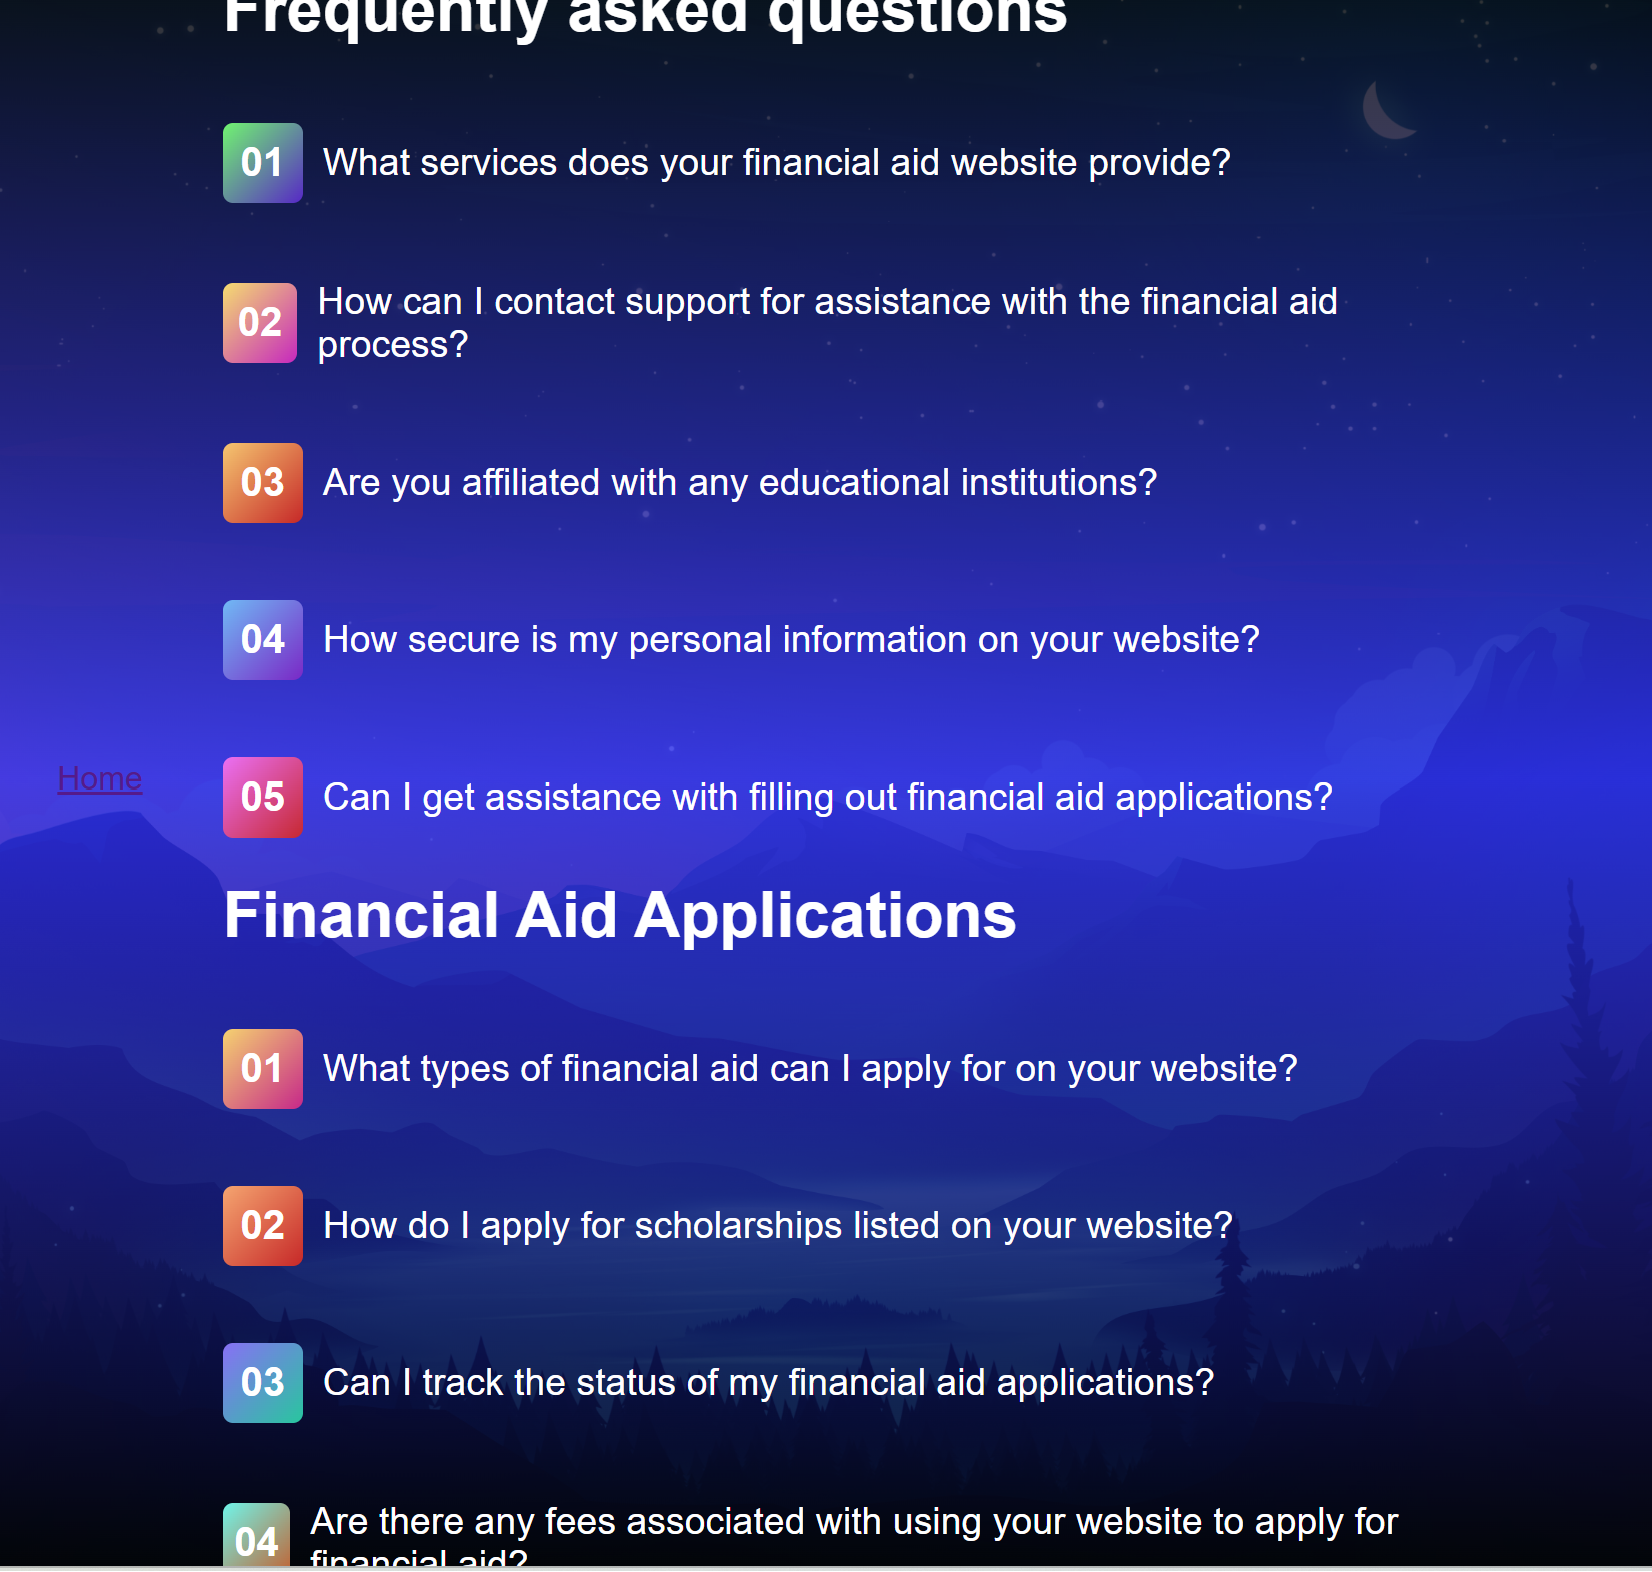 Frequently asked questions
01 What services does your financial aid website provide?
02 How can I contact support for assistance with the financial aid
process?
03 Are you affiliated with any educational institutions?
04 How secure is my personal information on your website?
Home
05 Can I get assistance with filling out financial aid applications?
Financial Aid Applications
01 What types of financial aid can I apply for on your website?
02 How do I apply for scholarships listed on your website?
03 Can I track the status of my financial aid applications?
04 Are there any fees associated with using your website to apply for
financial aid?